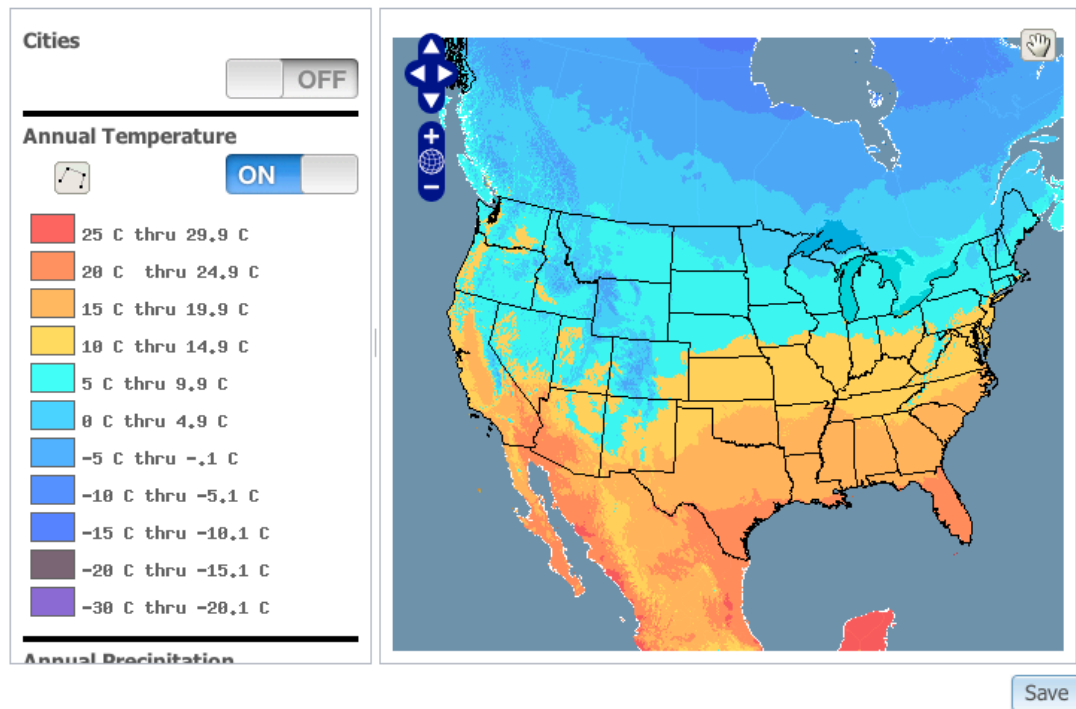 Cities
OFF
Annual Temperature
ON
25 C thru 29.9 C
20 C thru 24.9 C
15 C thru 19.9 C
10 C thru 14.9 C
5 C thru 9.9 C
0 C thru 4.9 C
-5 C thru -.1 C
-10 C thru -5.1 C
-15 C thru -10.1 C
-20 C thru -15.1 C
-30 C thru -20.1 C
Annual Precipitation
Save